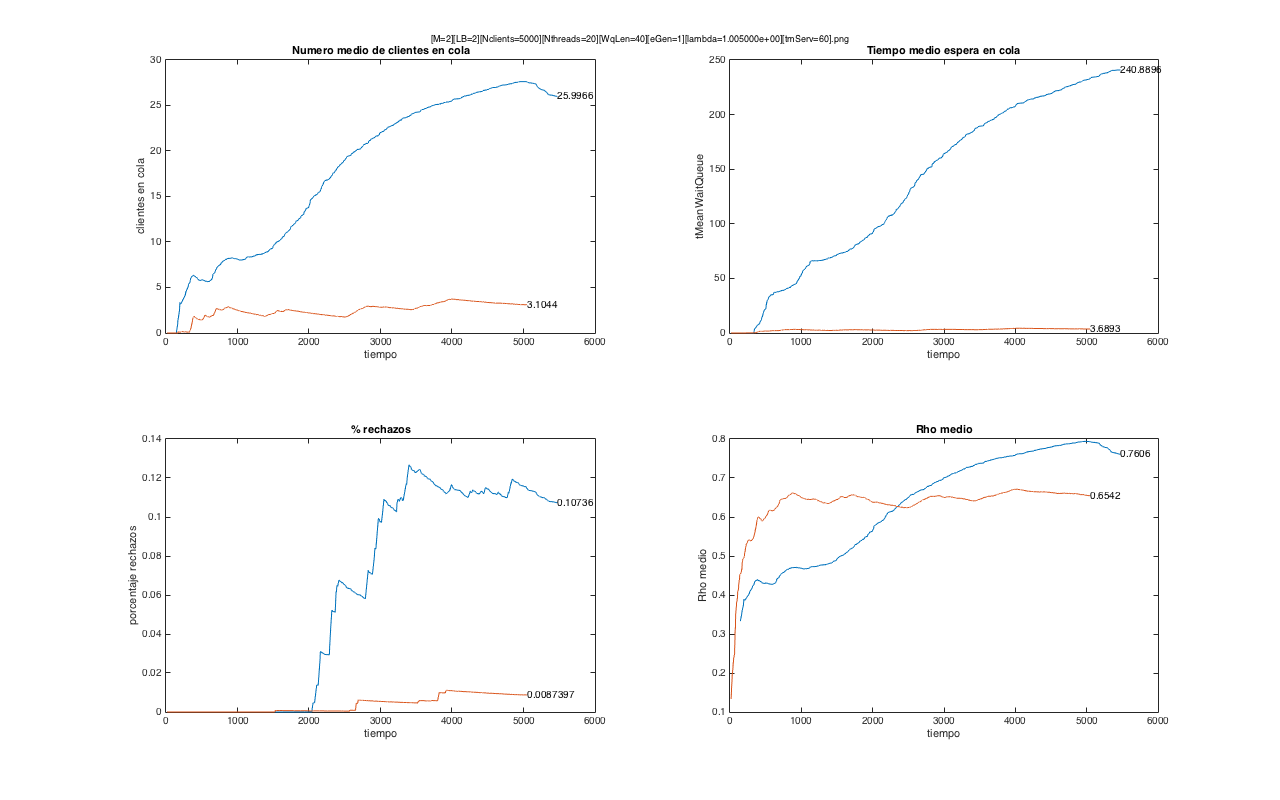 [M=2][LB=2][Nclients=5000][Nthreads=20][WqLen=40][eGen=1][lambda=1.005000e+00][tmServ=60].png
Numero medio de clientes en cola
30
25
20
15
10
5
0
clientes en cola
25.9966
3.1044
0 1000 2000 3000 4000 5000 6000
tiempo
Tiempo medio espera en cola
250
200
150
100
50
0
tMeanWaitQueue
240.8896
3.6893
0 1000 2000 3000 4000 5000 6000
tiempo
% rechazos
0.14
0.12
0.1
0.08
0.06
0.04
0.02
0
porcentaje rechazos
0.10736
0.0087397
0 1000 2000 3000 4000 5000 6000
tiempo
Rho medio
0.8
0.7
0.6
0.5
0.4
0.3
0.2
0.1
Rho medio
0.7606
0.6542
0 1000 2000 3000 4000 5000 6000
tiempo